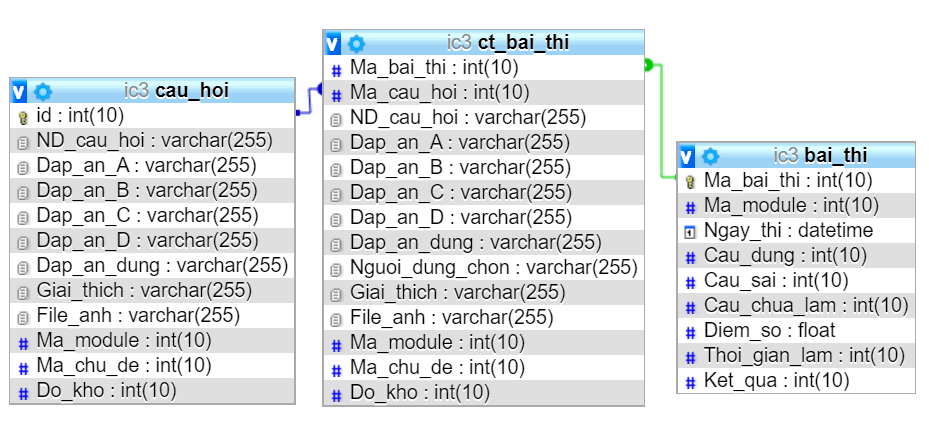 ic3 cau_hoi
id : int(10)
ND_cau_hoi : varchar(255)
Dap_an_A : varchar(255)
Dap_an_B : varchar(255)
Dap_an_C : varchar(255)
Dap_an_D : varchar(255)
Dap_an_dung : varchar(255)
Giai_thich : varchar(255)
File_anh : varchar(255)
Ma_module : int(10)
Ma_chu_de : int(10)
Do_kho : int(10)
ic3 ct_bai_thi
Ma_bai_thi : int(10)
Ma_cau_hoi : int(10)
ND_cau_hoi : varchar(255)
Dap_an_A : varchar(255)
Dap_an_B : varchar(255)
Dap_an_C : varchar(255)
Dap_an_D : varchar(255)
Dap_an_dung : varchar(255)
Nguoi_dung_chon : varchar(255)
Giai_thich : varchar(255)
File_anh : varchar(255)
Ma_module : int(10)
Ma_chu_de : int(10)
Do_kho : int(10)
ic3 bai_thi
Ma_bai_thi : int(10)
Ma_module : int(10)
Ngay_thi : datetime
Cau_dung : int(10)
Cau_sai : int(10)
Cau_chua_lam : int(10)
Diem_so : float
Thoi_gian_lam : int(10)
Ket_qua : int(10)